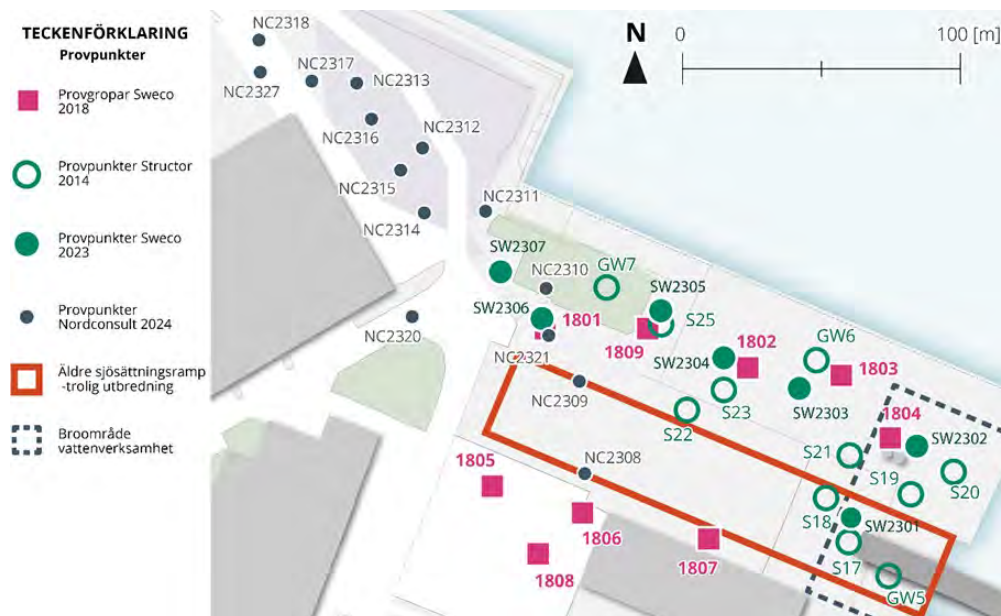 TECKENFÖRKLARING
Provpunkter
Provgropar Sweco
2018
Provpunkter Structor
2014
Provpunkter Sweco
2023
Provpunkter
Nordconsult 2024
Äldre sjösättningsramp
-trolig utbredning
Broområde
vattenverksamhet
N
0
100 [m]
NC2318
NC2317
NC2313
NC2327
NC2316
NC2312
NC2315
NC2311
NC2314
SW2307
NC2310
GW7
SW2305
SW2306
1801
S25
NC2320
1809
1802
GW6
NC2321
SW2304
1803
NC2309
S23
SW2303
S22
1804
SW2302
S21
NC2308
S19
S20
1805
S18
SW2301
1806
1807
S17
1808
GW5